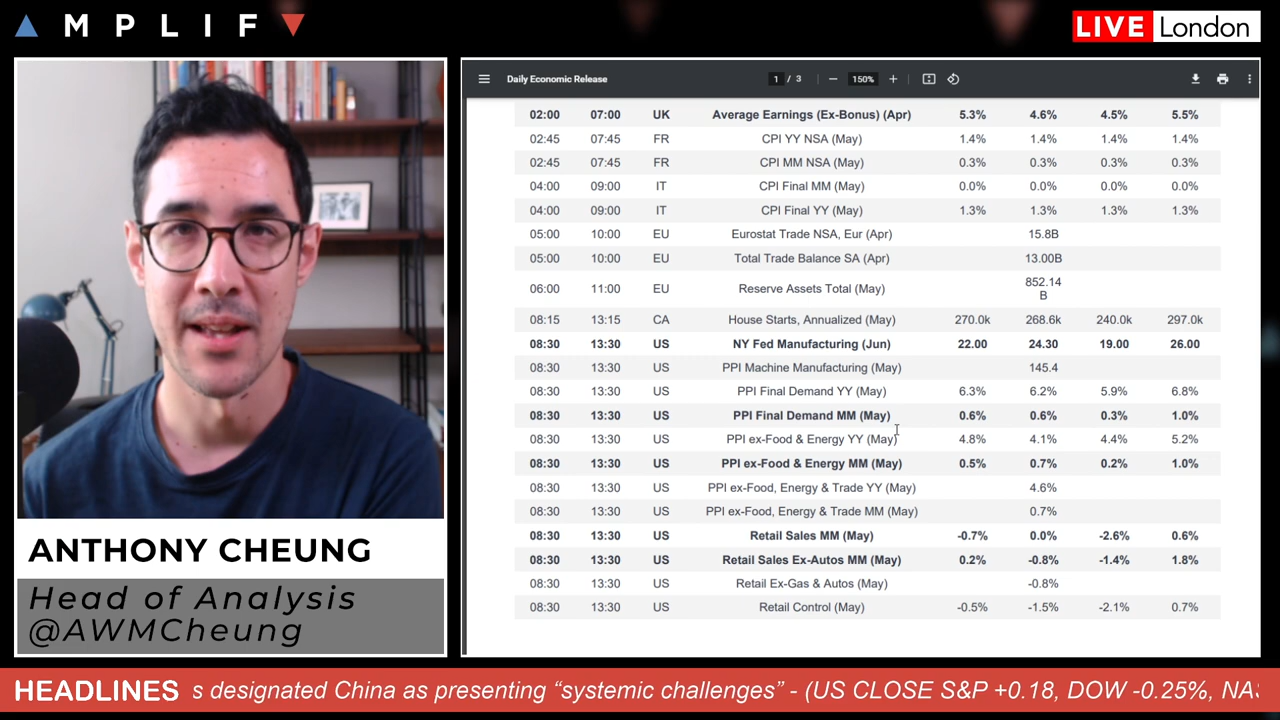 AMPLIFY
LIVE London
Daily Economic Release
1 / 3
150%
02:00 07:00 UK Average Earnings (Ex-Bonus) (Apr) 5.3% 4.6% 4.5% 5.5%
02:45 07:45 FR CPI YY NSA (May) 1.4% 1.4% 1.4% 1.4%
02:45 07:45 FR CPI MM NSA (May) 0.3% 0.3% 0.3% 0.3%
04:00 09:00 IT CPI Final MM (May) 0.0% 0.0% 0.0% 0.0%
04:00 09:00 IT CPI Final YY (May) 1.3% 1.3% 1.3% 1.3%
05:00 10:00 EU Eurostat Trade NSA, Eur (Apr) 15.8B
05:00 10:00 EU Total Trade Balance SA (Apr) 13.00B
06:00 11:00 EU Reserve Assets Total (May) 852.14
B
08:15 13:15 CA House Starts, Annualized (May) 270.0k 268.6k 240.0k 297.0k
08:30 13:30 US NY Fed Manufacturing (Jun) 22.00 24.30 19.00 26.00
08:30 13:30 US PPI Machine Manufacturing (May) 145.4
08:30 13:30 US PPI Final Demand YY (May) 6.3% 6.2% 5.9% 6.8%
08:30 13:30 US PPI Final Demand MM (May) 0.6% 0.6% 0.3% 1.0%
08:30 13:30 US PPI ex-Food & Energy YY (May) 4.8% 4.1% 4.4% 5.2%
08:30 13:30 US PPI ex-Food & Energy MM (May) 0.5% 0.7% 0.2% 1.0%
08:30 13:30 US PPI ex-Food, Energy & Trade YY (May) 4.6%
08:30 13:30 US PPI ex-Food, Energy & Trade MM (May) 0.7%
08:30 13:30 US Retail Sales MM (May) -0.7% 0.0% -2.6% 0.6%
08:30 13:30 US Retail Sales Ex-Autos MM (May) 0.2% -0.8% -1.4% 1.8%
08:30 13:30 US Retail Ex-Gas & Autos (May) -0.8%
08:30 13:30 US Retail Control (May) -0.5% -1.5% -2.1% 0.7%
ANTHONY CHEUNG
Head of Analysis
@AWMCheung
HEADLINES s designated China as presenting “systemic challenges” - (US CLOSE S&P +0.18, DOW -0.25%, NAS